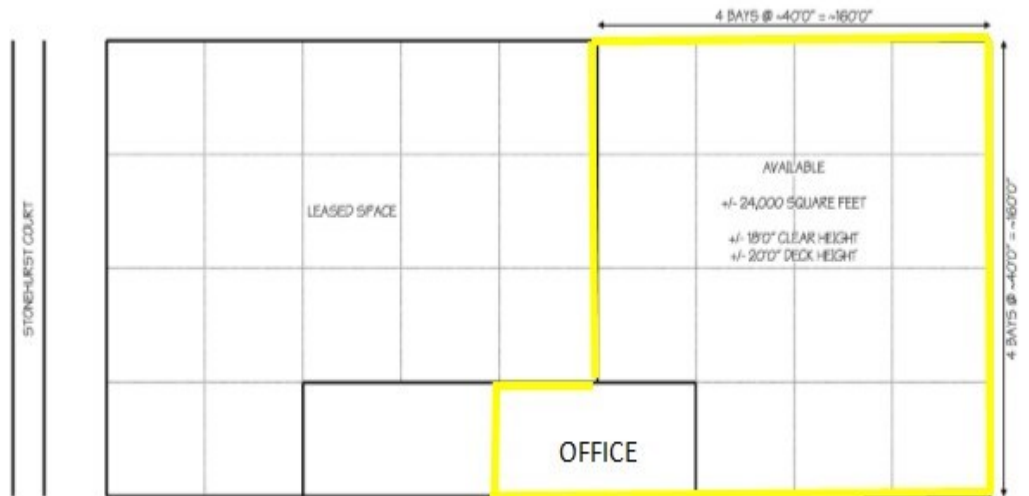 4 BAYS @ ~40'0" = ~160'0"
STONEHURST COURT
LEASED SPACE
AVAILABLE
+/- 24,000 SQUARE FEET
+/- 18'0" CLEAR HEIGHT
+/- 20'0" DECK HEIGHT
4 BAYS @ ~40'0" = ~160'0"
OFFICE